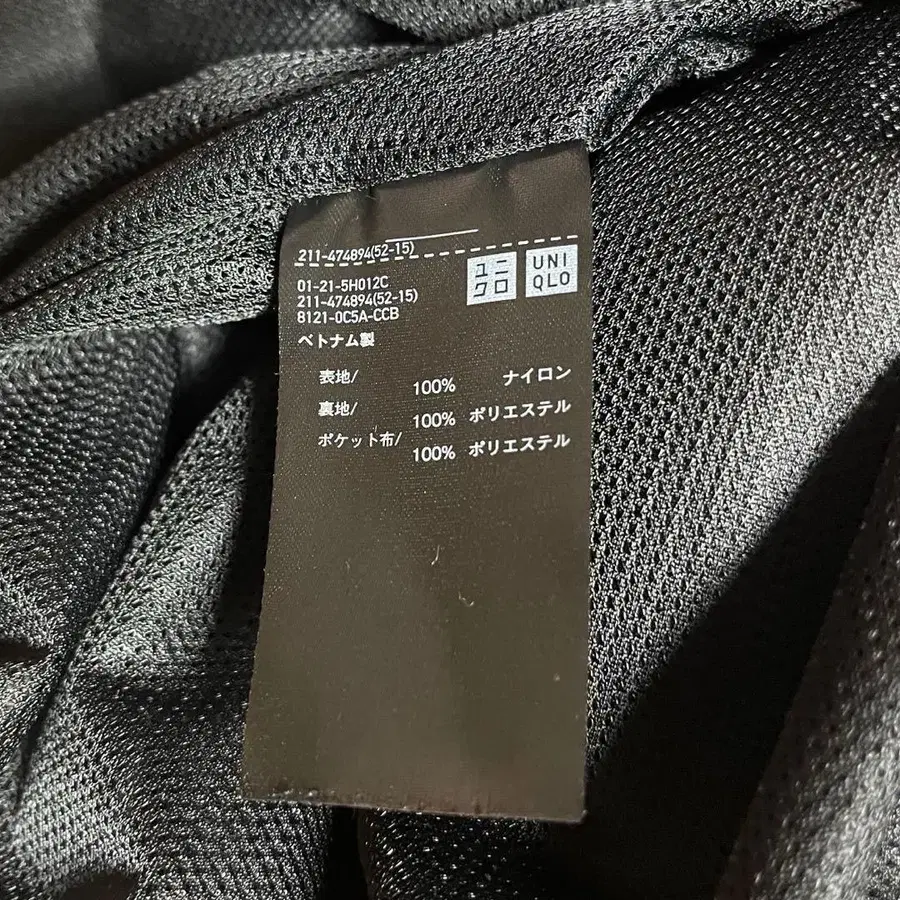 211-474894(52-15)
ユニクロ
UNIQLO
01-21-5H012C
211-474894(52-15)
8121-0C5A-CCB
ベトナム製
表地/ 100% ナイロン
裏地/ 100% ポリエステル
ポケット布/ 100% ポリエステル